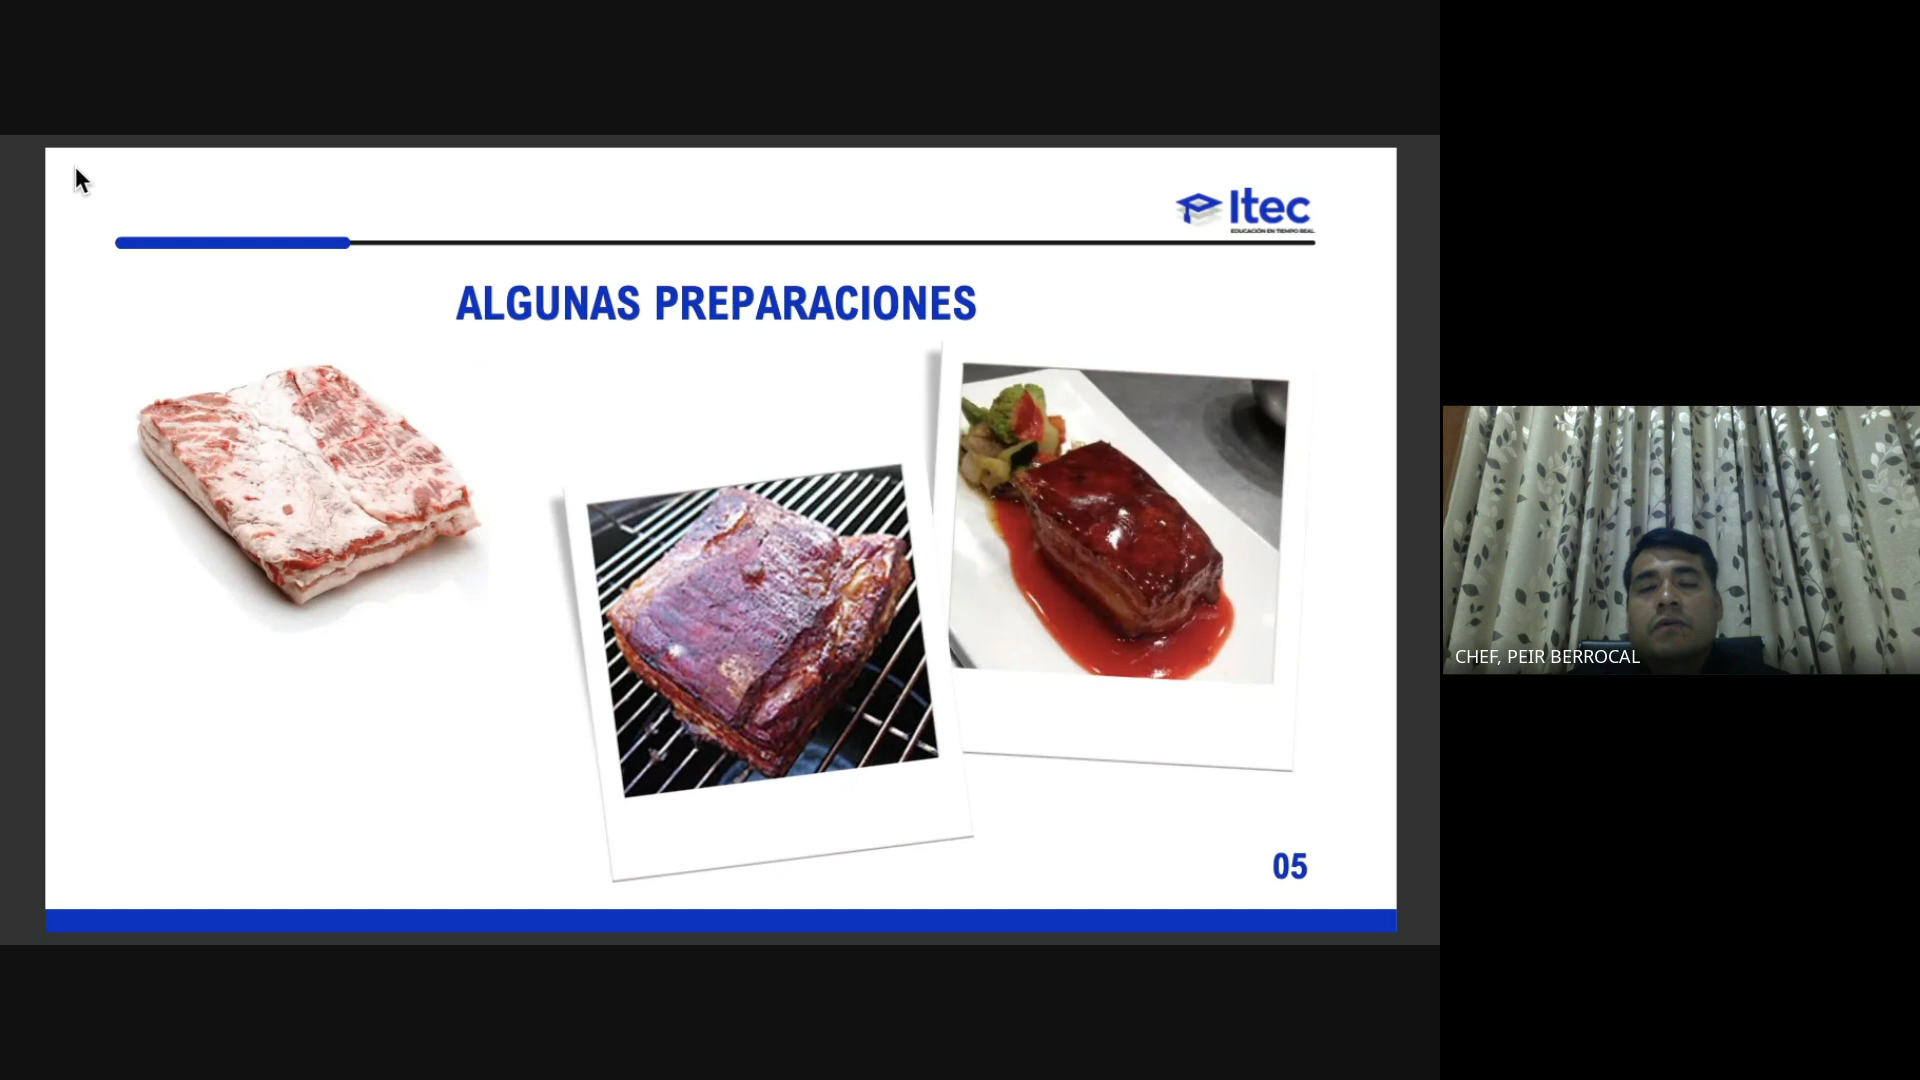 Itec
EDUCACIÓN EN TIEMPO REAL
ALGUNAS PREPARACIONES
CHEF, PEIR BERROCAL
05